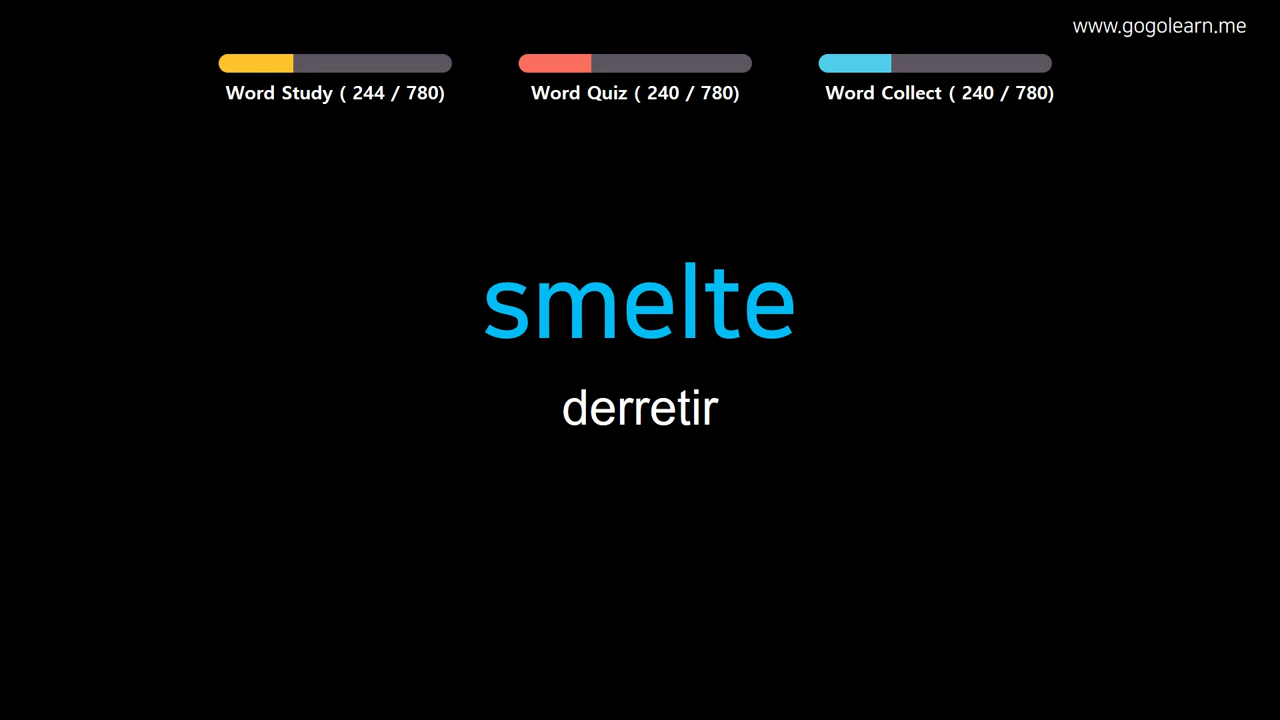 www.gogolearn.me
Word Study ( 244 / 780)
Word Quiz ( 240 / 780)
Word Collect ( 240 / 780)
smelte
derretir